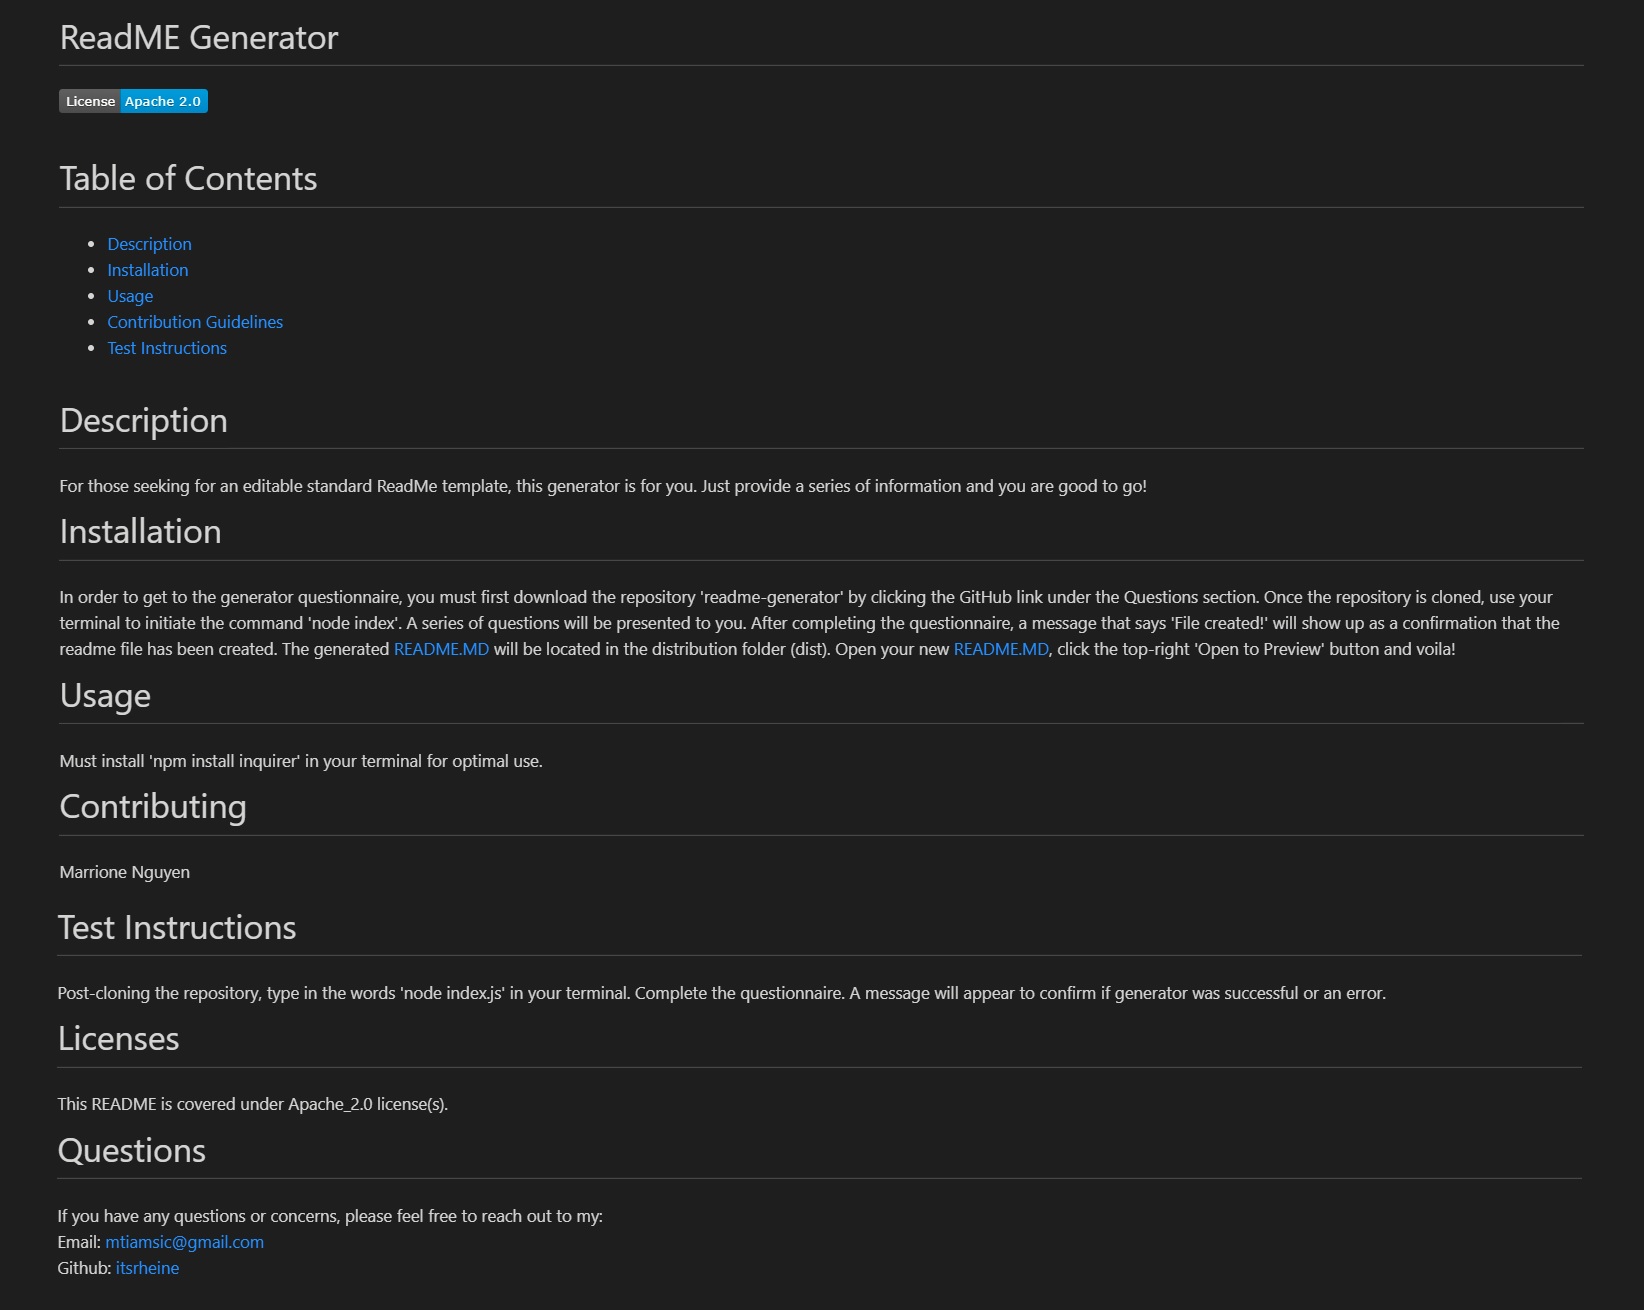 ReadME Generator
License Apache 2.0
Table of Contents
Description
Installation
Usage
Contribution Guidelines
Test Instructions
Description
For those seeking for an editable standard ReadMe template, this generator is for you. Just provide a series of information and you are good to go!
Installation
In order to get to the generator questionnaire, you must first download the repository 'readme-generator' by clicking the GitHub link under the Questions section. Once the repository is cloned, use your
terminal to initiate the command 'node index'. A series of questions will be presented to you. After completing the questionnaire, a message that says 'File created!' will show up as a confirmation that the
readme file has been created. The generated README.MD will be located in the distribution folder (dist). Open your new README.MD, click the top-right 'Open to Preview' button and voila!
Usage
Must install 'npm install inquirer' in your terminal for optimal use.
Contributing
Marrione Nguyen
Test Instructions
Post-cloning the repository, type in the words 'node index.js' in your terminal. Complete the questionnaire. A message will appear to confirm if generator was successful or an error.
Licenses
This README is covered under Apache_2.0 license(s).
Questions
If you have any questions or concerns, please feel free to reach out to my:
Email: mtiamsic@gmail.com
Github: itsrheine